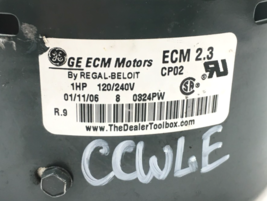 GE ECM Motors ECM 2.3
By REGAL-BELOIT CP02
1HP 120/240V
01/11/06 8 0324PW
R.9
www.TheDealerToolbox.com
CCWLE